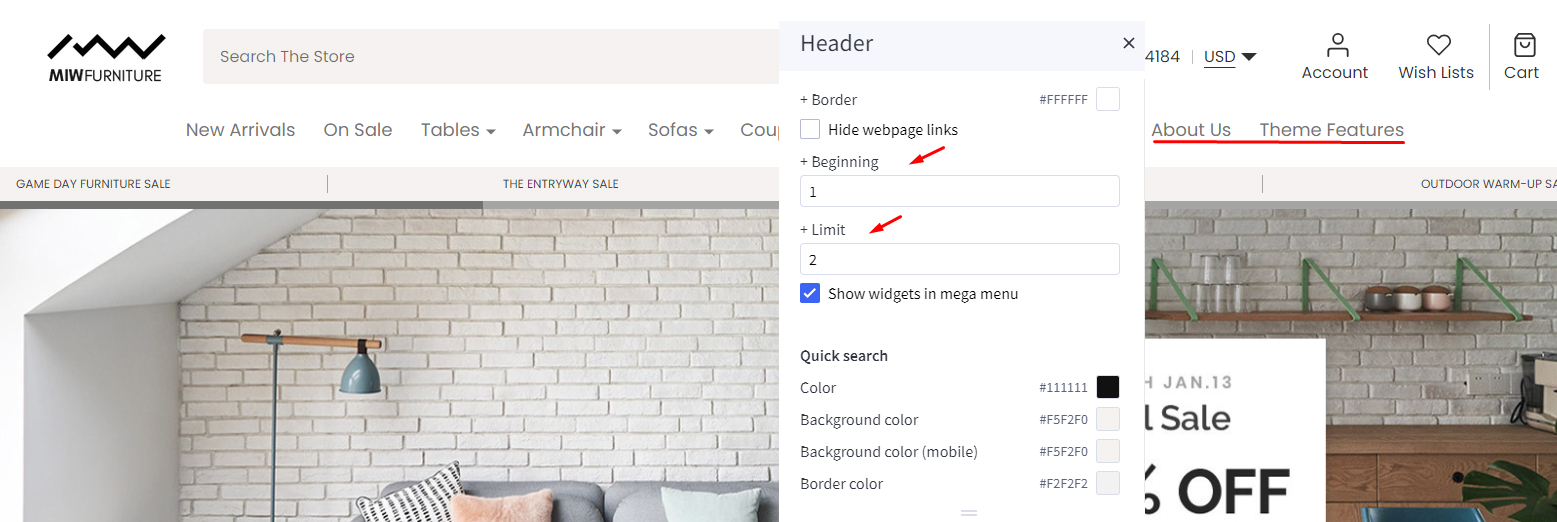 MIWFURNITURE
Search The Store
4184
USD
Account
Wish Lists
Cart
New Arrivals
On Sale
Tables
Armchair
Sofas
About Us
Theme Features
GAME DAY FURNITURE SALE
THE ENTRYWAY SALE
OUTDOOR WARM-UP
Header
+ Border
#FFFFFF
Hide webpage links
+ Beginning
1
+ Limit
2
Show widgets in mega menu
Quick search
Color
#111111
Background color
#F5F2F0
Background color (mobile)
#F5F2F0
Border color
#F2F2F2
JAN.13
Sale
% OFF